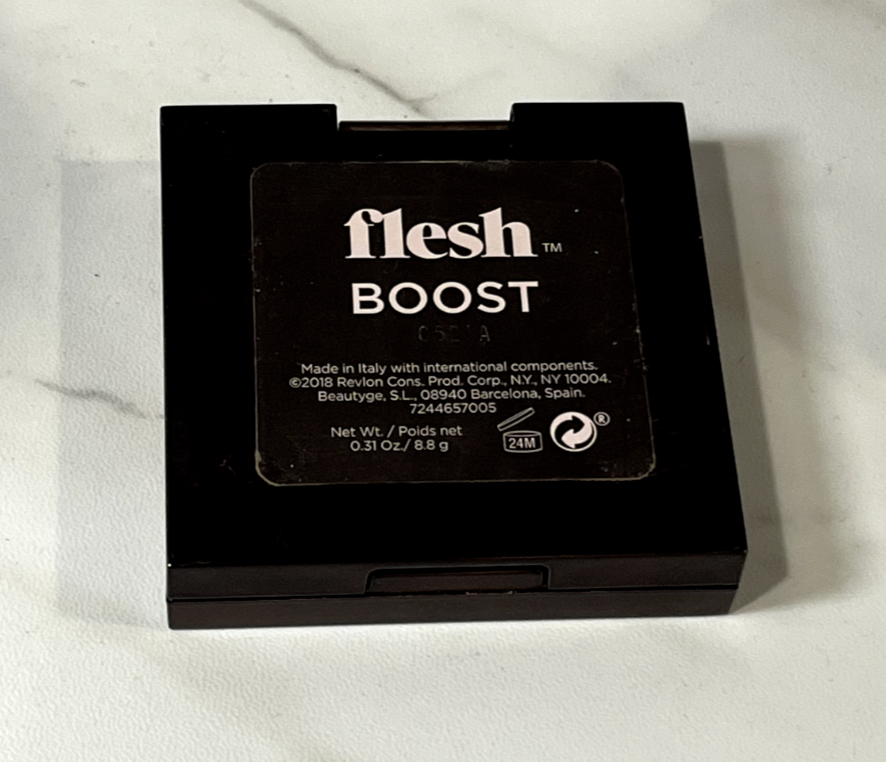 flesh™
BOOST
Made in Italy with international components.
©2018 Revlon Cons. Prod. Corp., N.Y., NY 10004.
Beautyge, S.L., 08940 Barcelona, Spain.
7244657005
Net Wt. / Poids net
0.31 Oz./ 8.8 g
24M
®